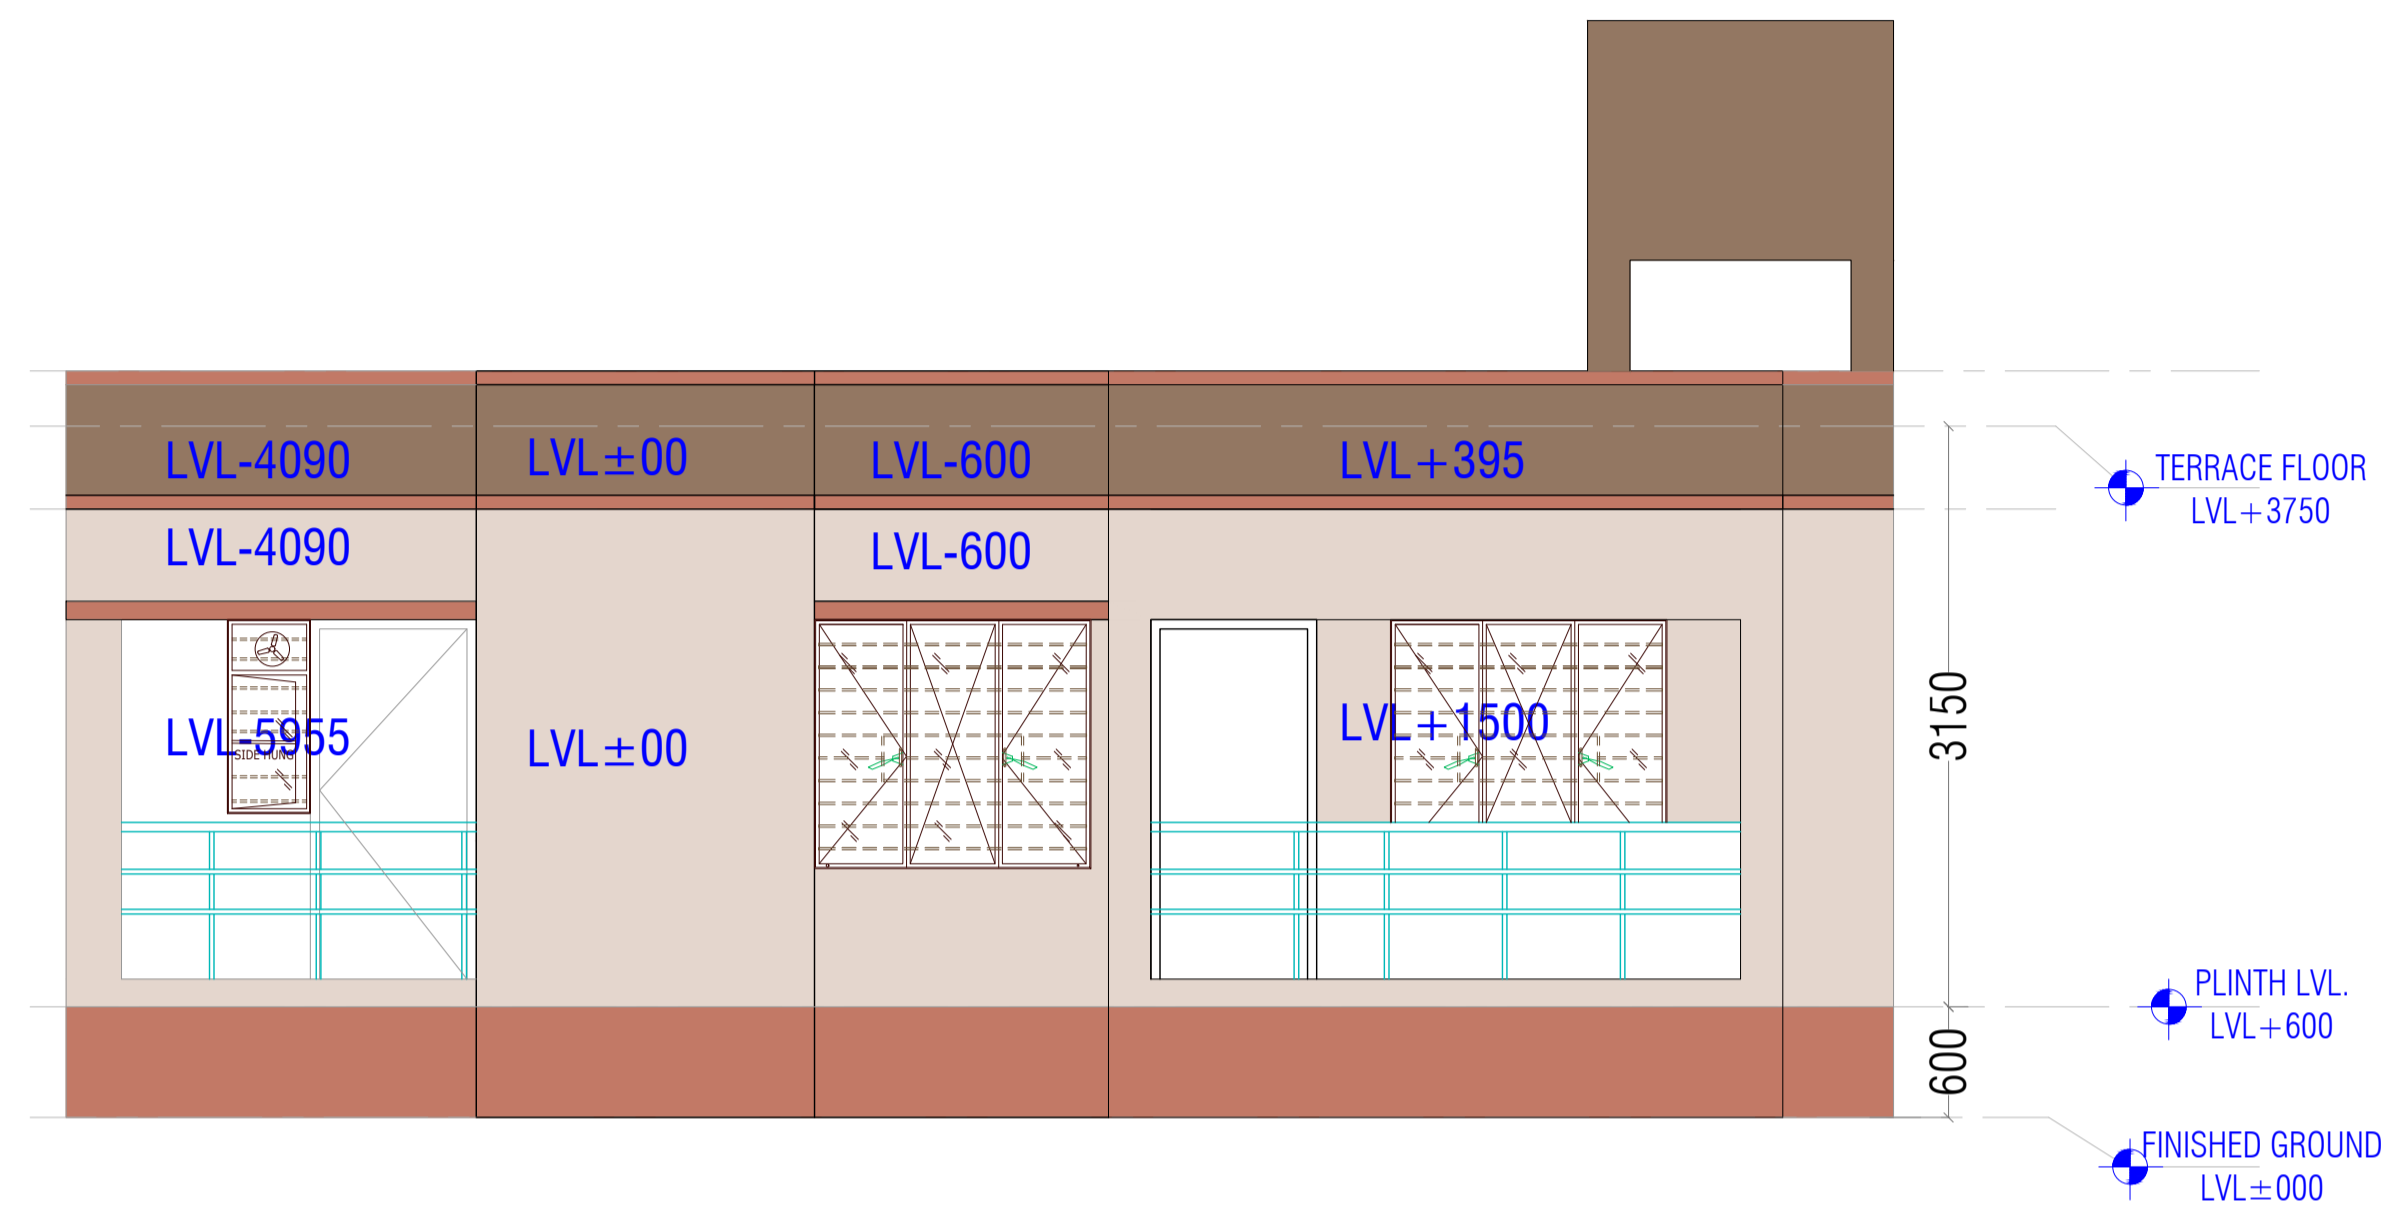 LVL-4090
LVL±00
LVL-600
LVL+395
TERRACE FLOOR
LVL+3750
LVL-4090
LVL-600
LVL-5955
SIDE HUNG
LVL±00
LVL+1500
3150
PLINTH LVL.
LVL+600
600
FINISHED GROUND
LVL±000